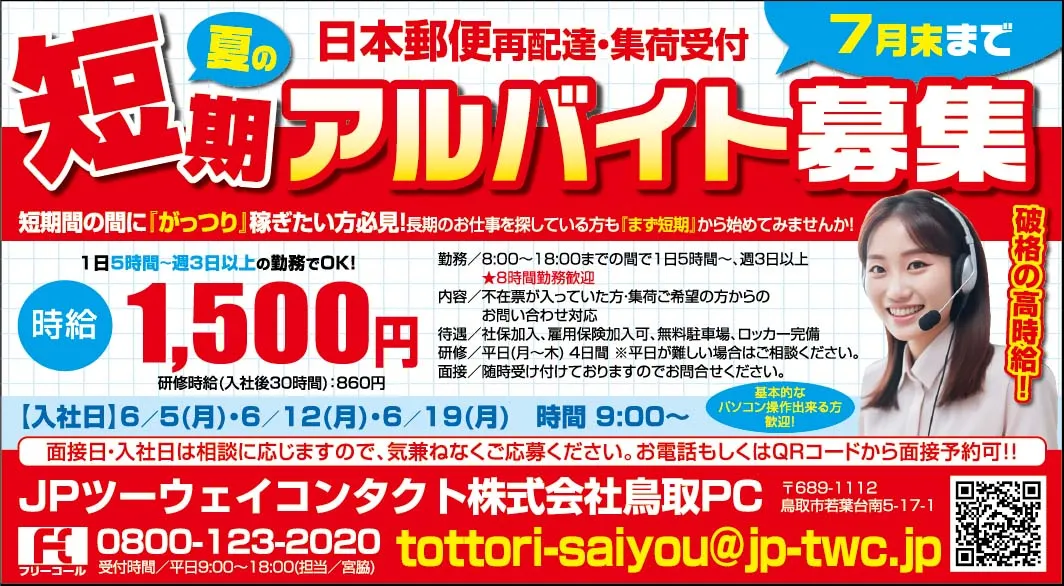 短期
夏の
日本郵便再配達・集荷受付
7月末まで
アルバイト募集
短期間の間に『がっつり』稼ぎたい方必見!長期のお仕事を探している方も『まず短期』から始めてみませんか!
1日5時間~週3日以上の勤務でOK!
時給
1,500円
研修時給(入社後30時間):860円
勤務/8:00~18:00までの間で1日5時間~、週3日以上
★8時間勤務歓迎
内容/不在票が入っていた方・集荷ご希望の方からの
お問い合わせ対応
待遇/社保加入、雇用保険加入可、無料駐車場、ロッカー完備
研修/平日(月~木) 4日間 ※平日が難しい場合はご相談ください。
面接/随時受け付けておりますのでお問合せください。
破格の高時給!
【入社日】6/5(月)・6/12(月)・6/19(月) 時間 9:00~
基本的な
パソコン操作出来る方
歓迎!
面接日・入社日は相談に応じますので、気兼ねなくご応募ください。お電話もしくはQRコードから面接予約可!!
JPツーウェイコンタクト株式会社鳥取PC
〒689-1112
鳥取市若葉台南5-17-1
フリーコール
0800-123-2020
受付時間/平日9:00~18:00(担当/宮脇)
tottori-saiyou@jp-twc.jp